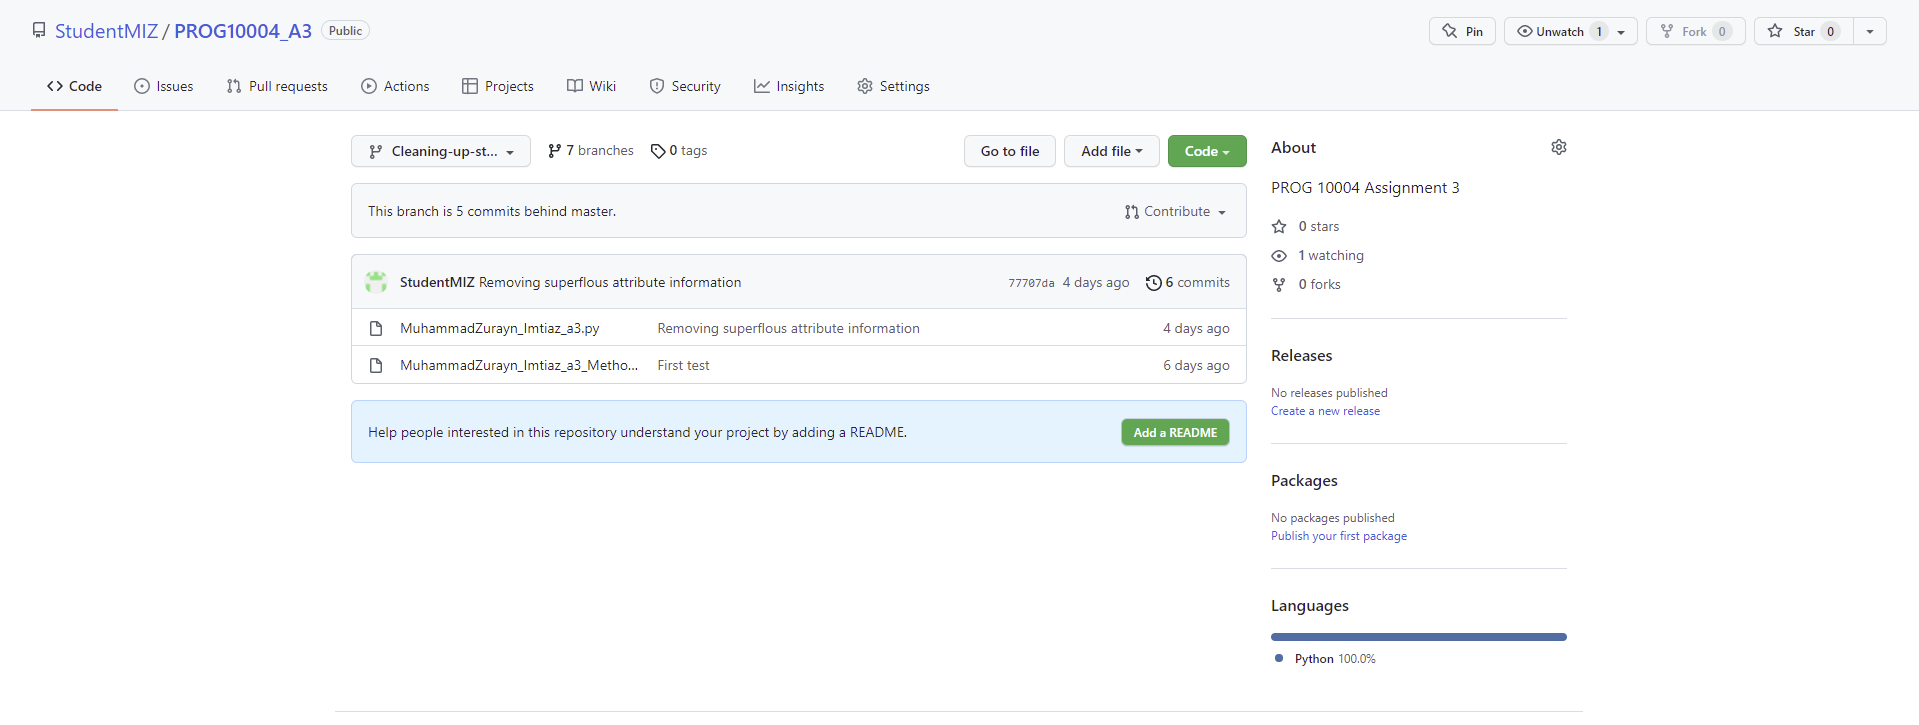 StudentMIZ / PROG10004_A3 Public
Pin Unwatch 1 Fork 0 Star 0
Code Issues Pull requests Actions Projects Wiki Security Insights Settings
Cleaning-up-st... 7 branches 0 tags Go to file Add file Code
This branch is 5 commits behind master. Contribute
StudentMIZ Removing superflous attribute information 77707da 4 days ago 6 commits
MuhammadZurayn_Imtiaz_a3.py Removing superflous attribute information 4 days ago
MuhammadZurayn_Imtiaz_a3_Metho... First test 6 days ago
Help people interested in this repository understand your project by adding a README. Add a README
About
PROG 10004 Assignment 3
0 stars
1 watching
0 forks
Releases
No releases published
Create a new release
Packages
No packages published
Publish your first package
Languages
Python 100.0%